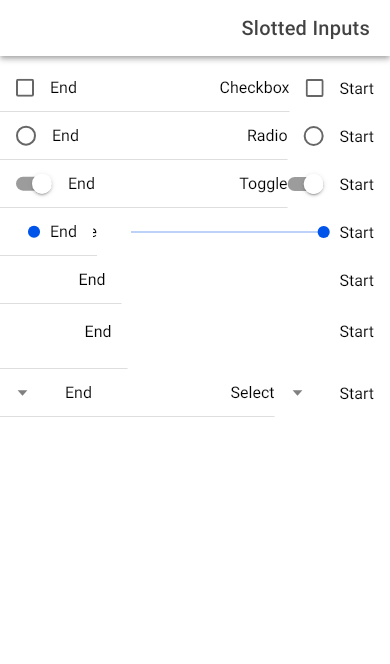 Slotted Inputs
End Checkbox Start
End Radio Start
End Toggle Start
End Start
End Start
End Start
End Select Start